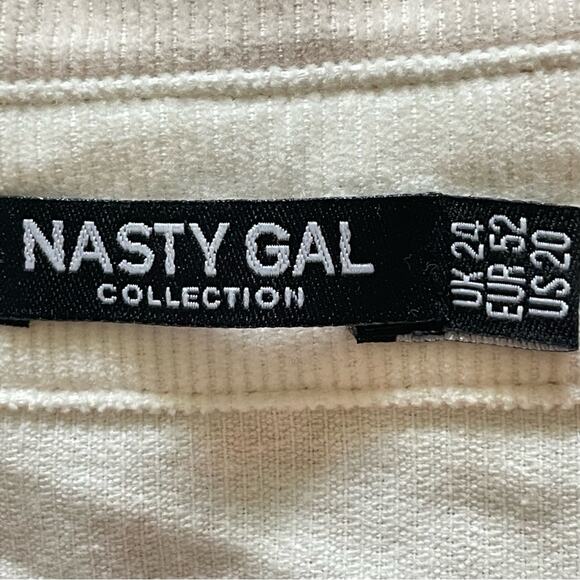 NASTY GAL
COLLECTION
UK 24
EUR 52
US 20